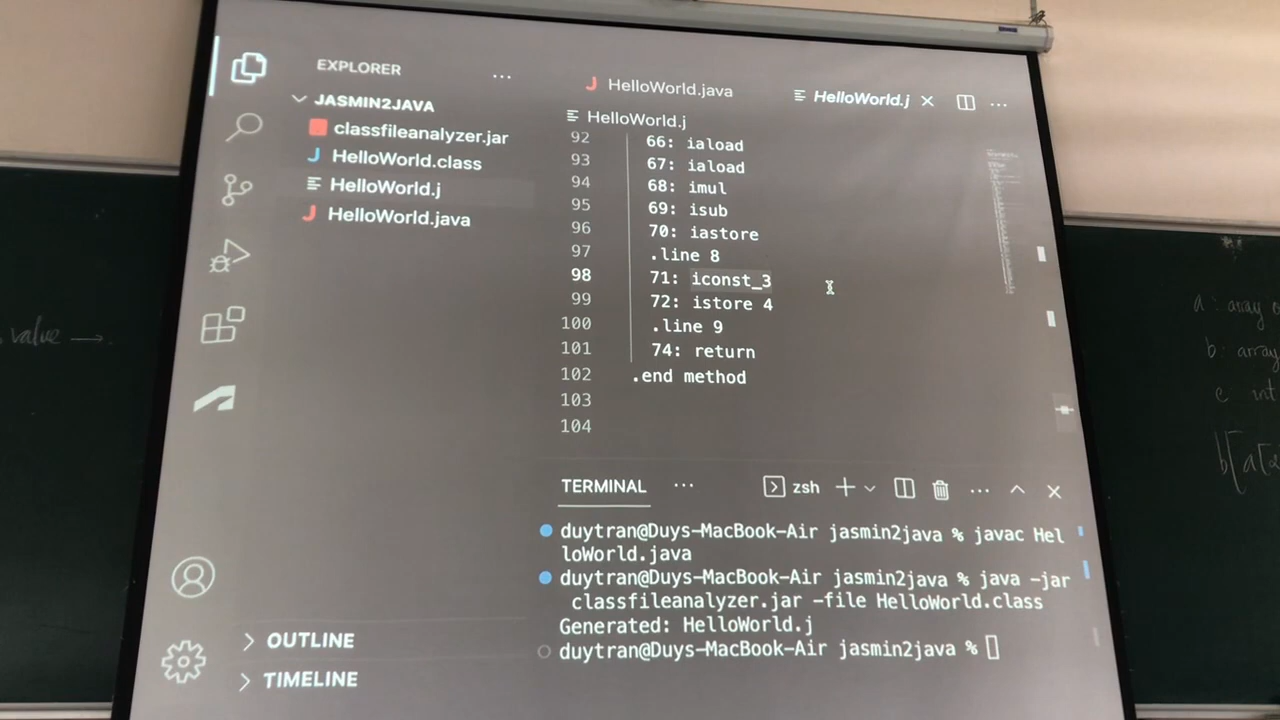 EXPLORER ...
JASMIN2JAVA
classfileanalyzer.jar
HelloWorld.class
HelloWorld.j
HelloWorld.java
OUTLINE
TIMELINE
HelloWorld.java
HelloWorld.j
...
HelloWorld.j
92 66: iaload
93 67: iaload
94 68: imul
95 69: isub
96 70: iastore
97 .line 8
98 71: iconst_3
99 72: istore 4
100 .line 9
101 74: return
102 .end method
103
104
TERMINAL ... zsh ...
duytran@Duys-MacBook-Air jasmin2java % javac Hel
loWorld.java
duytran@Duys-MacBook-Air jasmin2java % java -jar
classfileanalyzer.jar -file HelloWorld.class
Generated: HelloWorld.j
duytran@Duys-MacBook-Air jasmin2java %
value →
a: array
b: array
int
b[a[